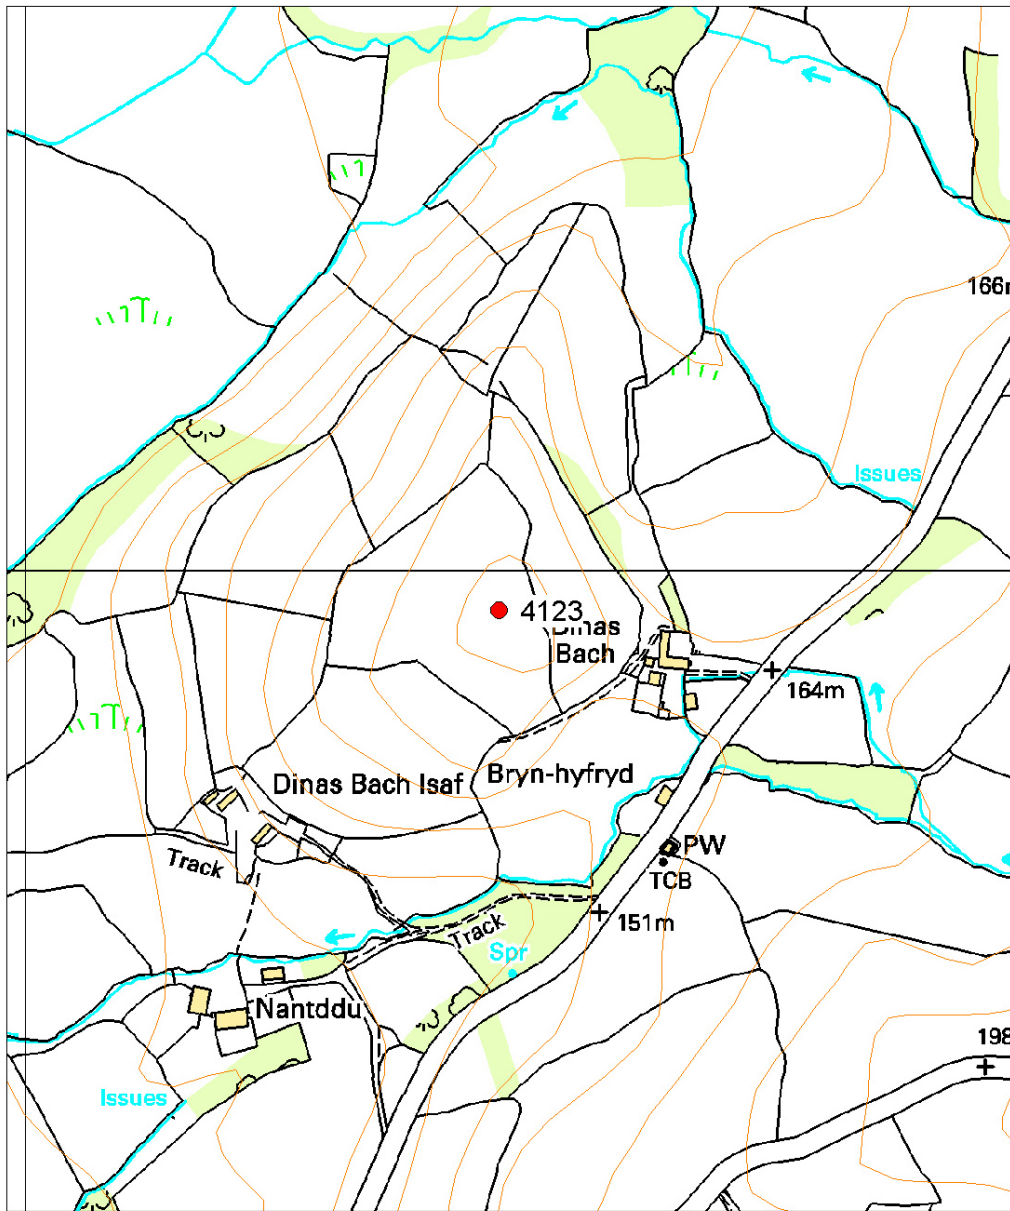 166m
Issues
4123
Dinas
Bach
164m
Dinas Bach Isaf
Bryn-hyfryd
PW
TCB
Track
151m
Track
Spr
Nantddu
198
Issues